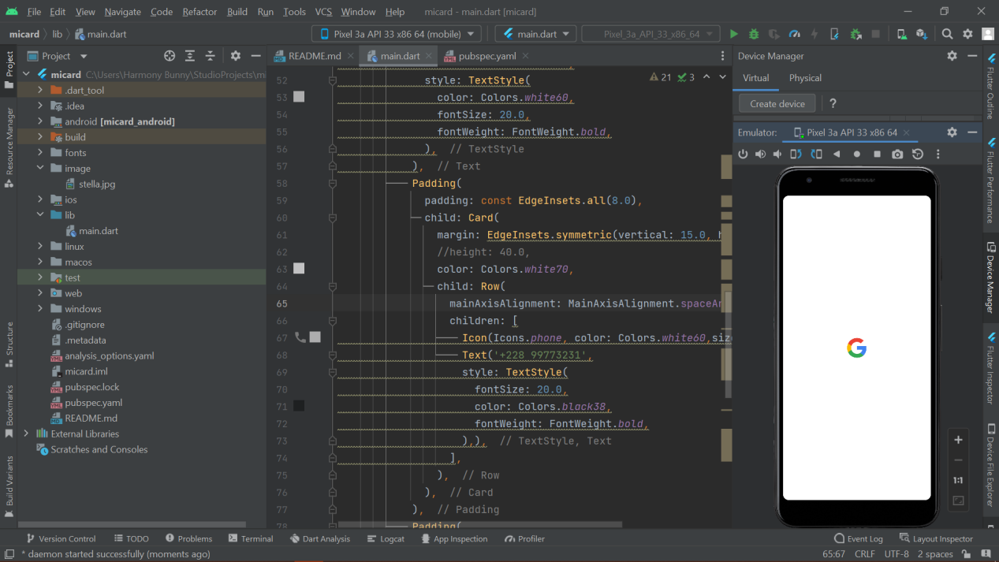 File Edit View Navigate Code Refactor Build Run Tools VCS Window Help micard - main.dart [micard]
micard lib main.dart Pixel 3a API 33 x86 64 (mobile) main.dart Pixel_3a_API_33_x86_64
Project
Resource Manager
Structure
Bookmarks
Build Variants
Project
micard C:\Users\Harmony Bunny\StudioProjects\mi
.dart_tool
.idea
android [micard_android]
build
fonts
image
stella.jpg
ios
lib
main.dart
linux
macos
test
web
windows
.gitignore
.metadata
analysis_options.yaml
micard.iml
pubspec.lock
pubspec.yaml
README.md
External Libraries
Scratches and Consoles
README.md main.dart pubspec.yaml
21 3
52 style: TextStyle(
53 color: Colors.white60,
54 fontSize: 20.0,
55 fontWeight: FontWeight.bold,
56 ), // TextStyle
57 ), // Text
58 Padding(
59 padding: const EdgeInsets.all(8.0),
60 child: Card(
61 margin: EdgeInsets.symmetric(vertical: 15.0, h
62 //height: 40.0,
63 color: Colors.white70,
64 child: Row(
65 mainAxisAlignment: MainAxisAlignment.spaceAr
66 children: [
67 Icon(Icons.phone, color: Colors.white60,size
68 Text('+228 99773231',
69 style: TextStyle(
70 fontSize: 20.0,
71 color: Colors.black38,
72 fontWeight: FontWeight.bold,
73 ),), // TextStyle, Text
74 ],
75 ), // Row
76 ), // Card
77 ), // Padding
78 Padding(
Device Manager
Virtual Physical
Create device ?
Emulator: Pixel 3a API 33 x86 64
G
1:1
Flutter Outline
Flutter Performance
Device Manager
Flutter Inspector
Device File Explorer
Version Control TODO Problems Terminal Dart Analysis Logcat App Inspection Profiler Event Log Layout Inspector
* daemon started successfully (moments ago) 65:67 CRLF UTF-8 2 spaces